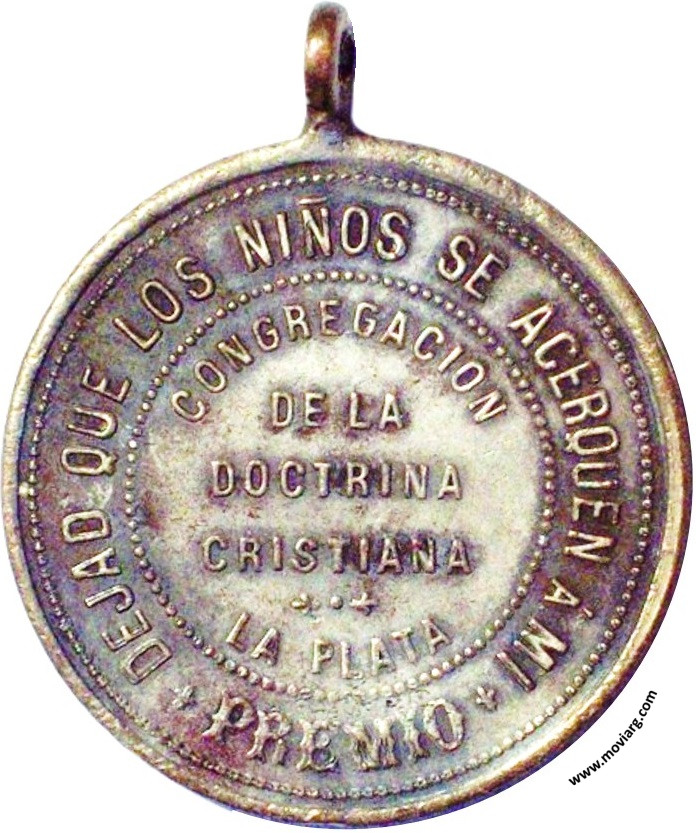 DEJAD QUE LOS NIÑOS SE ACERQUEN Á MI
PREMIO
CONGREGACION
DE LA
DOCTRINA
CRISTIANA
LA PLATA
www.moviarg.com